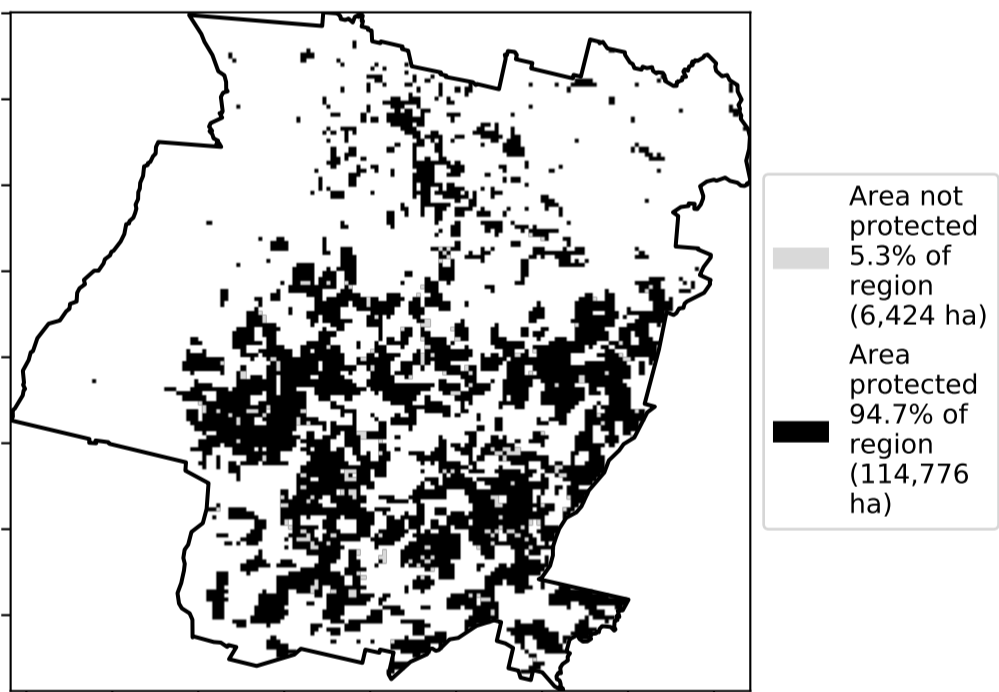 Area not
protected
5.3% of
region
(6,424 ha)
Area
protected
94.7% of
region
(114,776
ha)